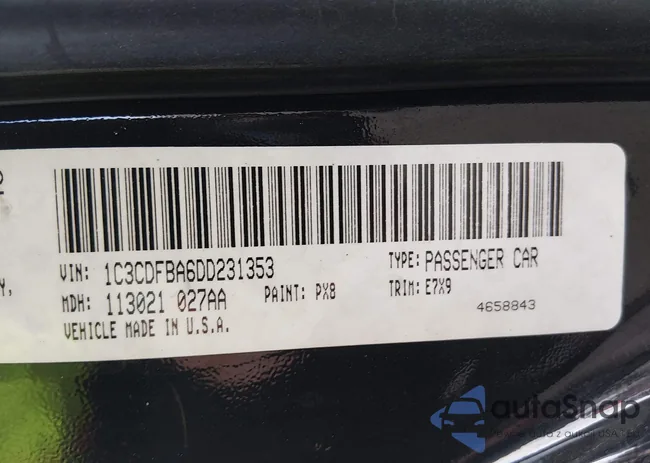 VIN: 1C3CDFBA6DD231353
TYPE: PASSENGER CAR
Y,
MDH: 113021 027AA
PAINT: PX8
TRIM: E7X9
VEHICLE MADE IN U.S.A.
4658843
autoSnap